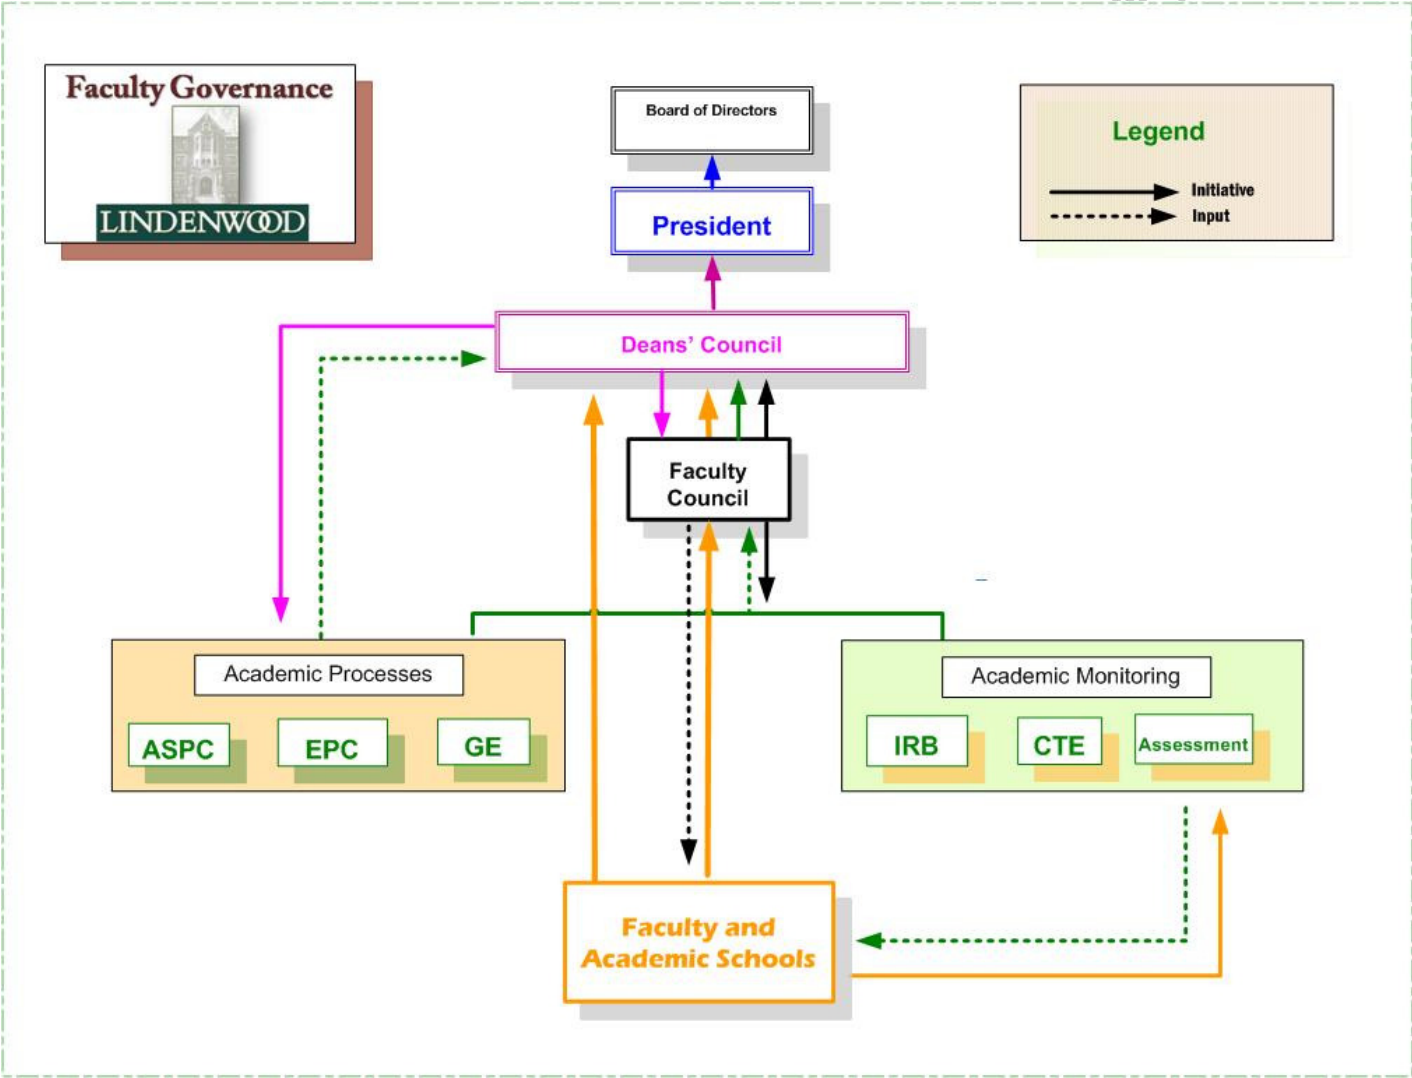 Faculty Governance
LINDENWOOD
Board of Directors
President
Legend
Initiative
Input
Deans’ Council
Faculty
Council
Academic Processes
ASPC
EPC
GE
Academic Monitoring
IRB
CTE
Assessment
Faculty and
Academic Schools